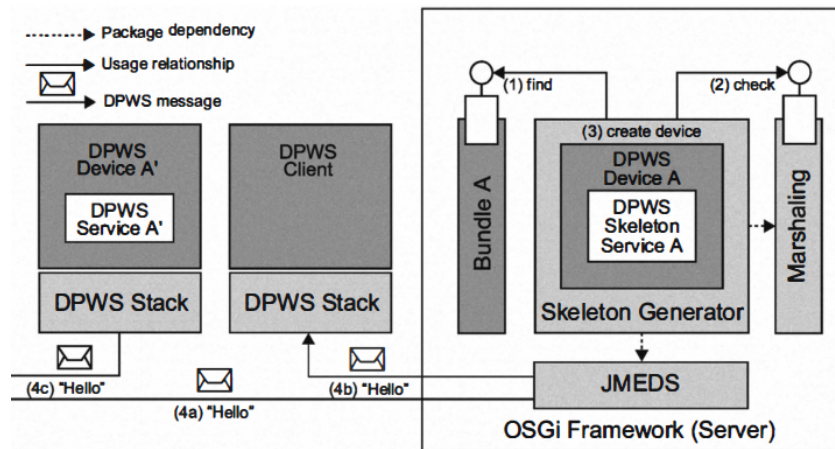 Package dependency
Usage relationship
DPWS message
DPWS
Device A'
DPWS
Service A'
DPWS Stack
DPWS
Client
DPWS Stack
(4c) "Hello"
(4a) "Hello"
(4b) "Hello"
(1) find
(2) check
(3) create device
Bundle A
DPWS
Device A
DPWS
Skeleton
Service A
Skeleton Generator
Marshaling
JMEDS
OSGi Framework (Server)